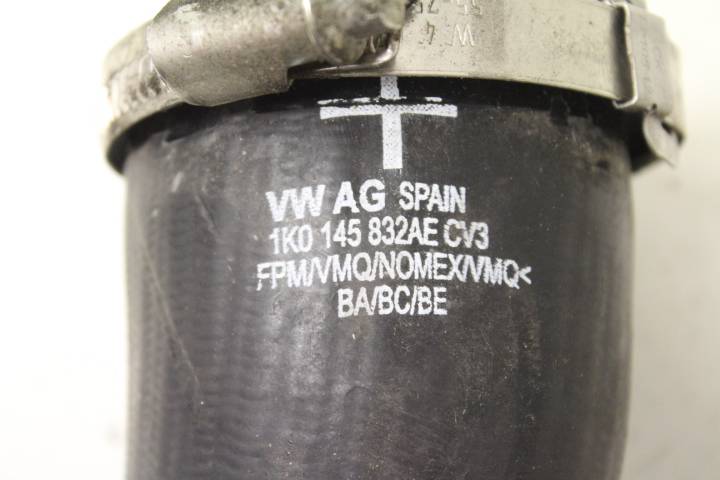 VW AG SPAIN
1K0 145 832AE CV3
FPM/VMQ/NOMEX/VMQ<
BA/BC/BE